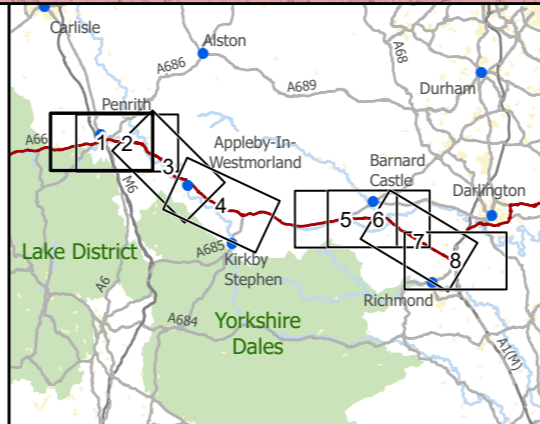 Carlisle
Alston
A686
A68
A689
Durham
Penrith
A66
1
2
3
Appleby-In-
Westmorland
Barnard
Castle
Darlington
M6
4
5
6
7
8
Lake District
A685
Kirkby
Stephen
A6
Richmond
A684
Yorkshire
Dales
A1(M)